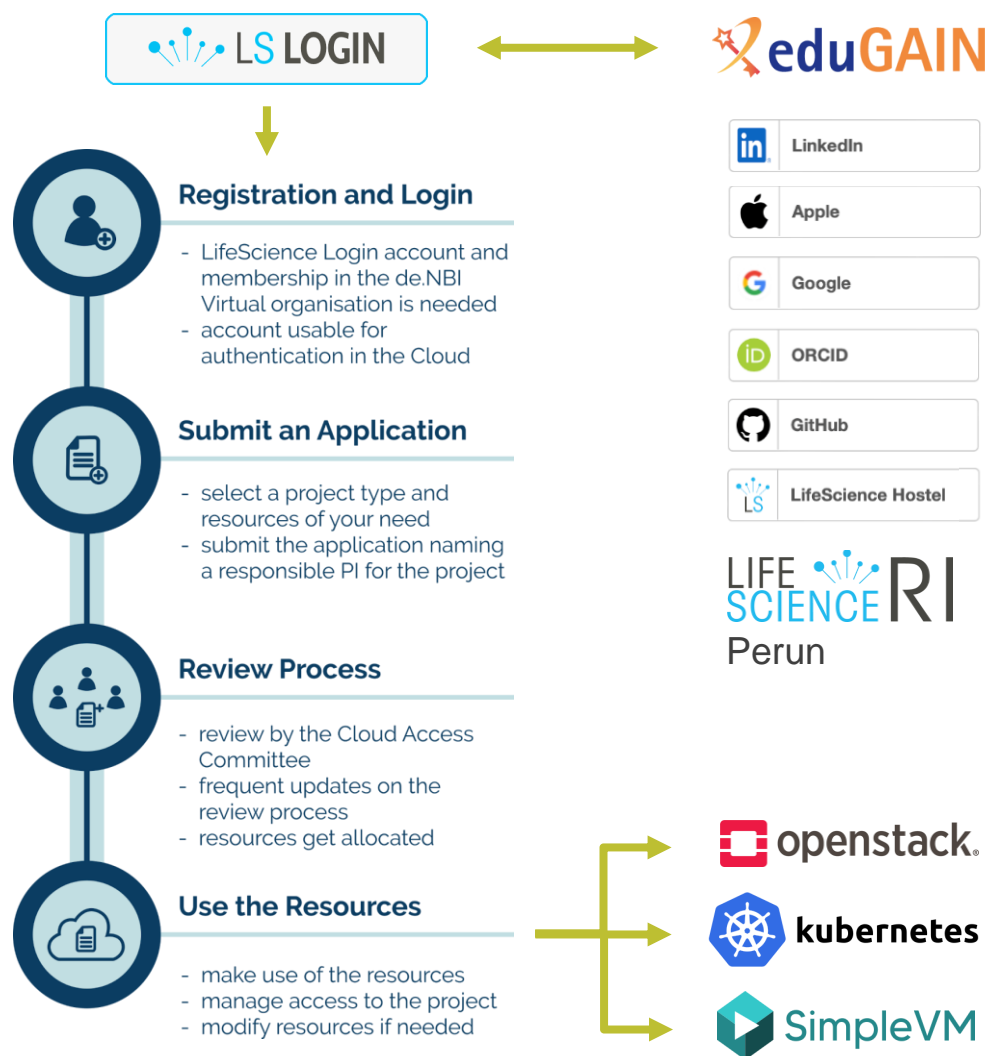 LS LOGIN
eduGAIN
Registration and Login
- LifeScience Login account and
membership in the de.NBI
Virtual organisation is needed
- account usable for
authentication in the Cloud
Submit an Application
- select a project type and
resources of your need
- submit the application naming
a responsible PI for the project
Review Process
- review by the Cloud Access
Committee
- frequent updates on the
review process
- resources get allocated
Use the Resources
- make use of the resources
- manage access to the project
- modify resources if needed
in
LinkedIn
Apple
G
Google
iD
ORCID
GitHub
LS
LifeScience Hostel
LIFE
SCIENCE RI
Perun
openstack®
kubernetes
SimpleVM